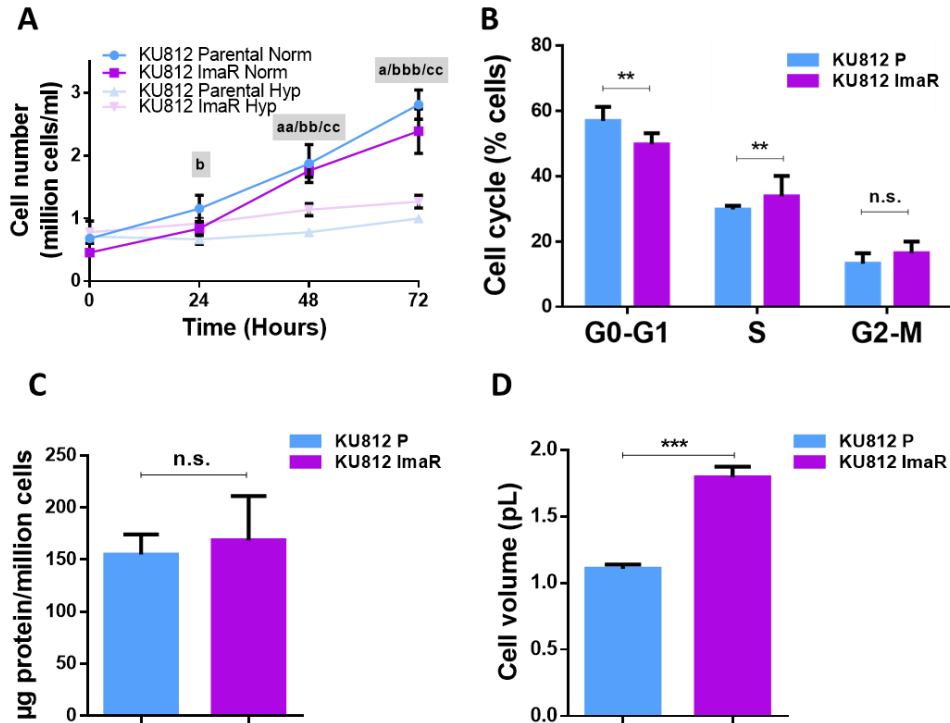 A
Cell number
(million cells/ml)
KU812 Parental Norm
KU812 ImaR Norm
KU812 Parental Hyp
KU812 ImaR Hyp
b
aa/bb/cc
a/bbb/cc
3
2
1
0
0 24 48 72
Time (Hours)
B
Cell cycle (% cells)
KU812 P
KU812 ImaR
80
60
40
20
0
**
**
n.s.
G0-G1 S G2-M
C
µg protein/million cells
KU812 P
KU812 ImaR
250
200
150
100
50
0
n.s.
D
Cell volume (pL)
KU812 P
KU812 ImaR
2.0
1.5
1.0
0.5
0.0
***